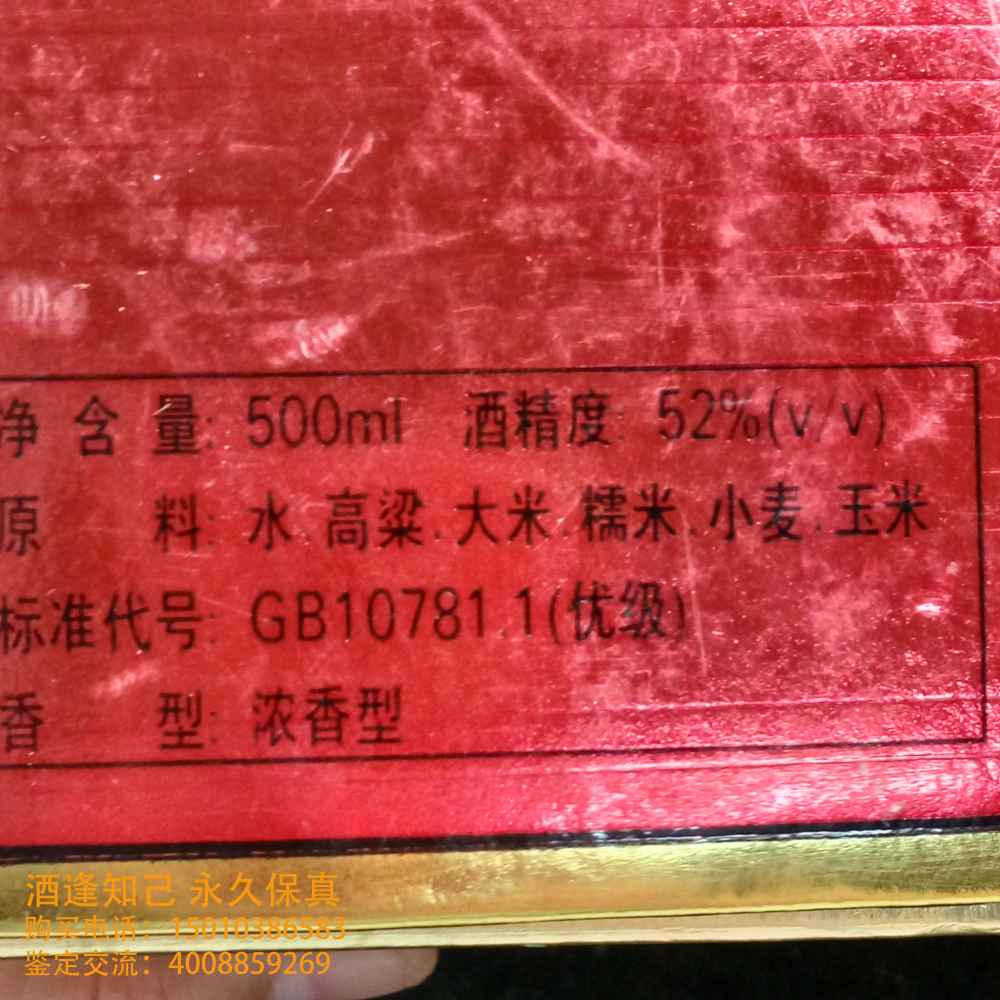 净含量: 500ml 酒精度: 52%(v/v)
原料: 水.高粱.大米.糯米.小麦.玉米
标准代号: GB10781.1(优级)
香型: 浓香型
酒逢知己 永久保真
购买电话：15010386583
鉴定交流：4008859269